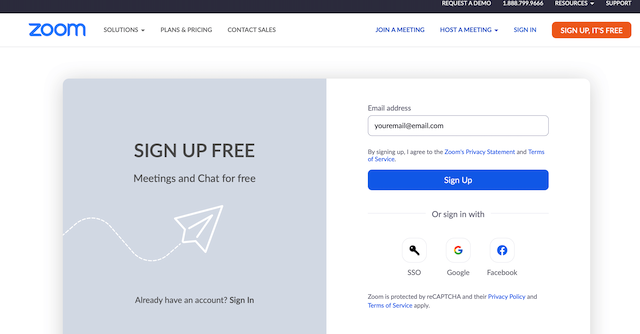 REQUEST A DEMO 1.888.799.9666 RESOURCES SUPPORT
zoom SOLUTIONS PLANS & PRICING CONTACT SALES JOIN A MEETING HOST A MEETING SIGN IN SIGN UP, IT'S FREE
SIGN UP FREE
Meetings and Chat for free
Already have an account? Sign In
Email address
youremail@email.com
By signing up, I agree to the Zoom's Privacy Statement and Terms
of Service.
Sign Up
Or sign in with
SSO Google Facebook
Zoom is protected by reCAPTCHA and their Privacy Policy and
Terms of Service apply.